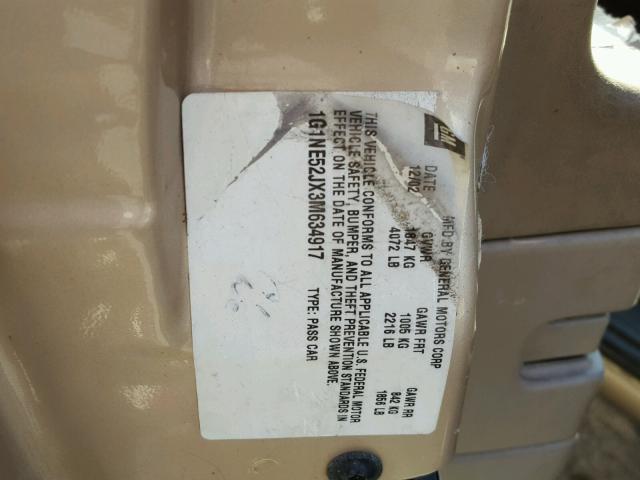 GM
MFD BY GENERAL MOTORS CORP
DATE GVWR GAWR FRT GAWR RR
12/02 1847 KG 1005 KG 842 KG
4072 LB 2216 LB 1856 LB
THIS VEHICLE CONFORMS TO ALL APPLICABLE U.S. FEDERAL MOTOR
VEHICLE SAFETY, BUMPER, AND THEFT PREVENTION STANDARDS IN
EFFECT ON THE DATE OF MANUFACTURE SHOWN ABOVE.
1G1NE52JX3M634917 TYPE: PASS CAR